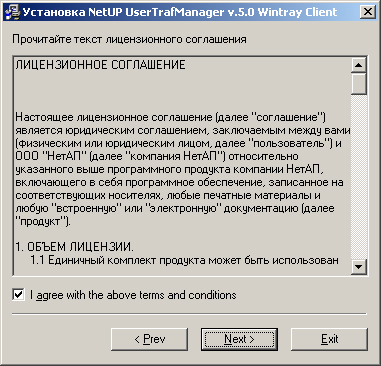 Установка NetUP UserTrafManager v.5.0 Wintray Client
Прочитайте текст лицензионного соглашения
ЛИЦЕНЗИОННОЕ СОГЛАШЕНИЕ
Настоящее лицензионное соглашение (далее "соглашение")
является юридическим соглашением, заключаемым между вами
(физическим или юридическим лицом, далее "пользователь") и
ООО "НетАП" (далее "компания НетАП") относительно
указанного выше программного продукта компании НетАП,
включающего в себя программное обеспечение, записанное на
соответствующих носителях, любые печатные материалы и
любую "встроенную" или "электронную" документацию (далее
"продукт").
1. ОБЪЕМ ЛИЦЕНЗИИ.
1.1 Единичный комплект продукта может быть использован
I agree with the above terms and conditions
< Prev
Next >
Exit